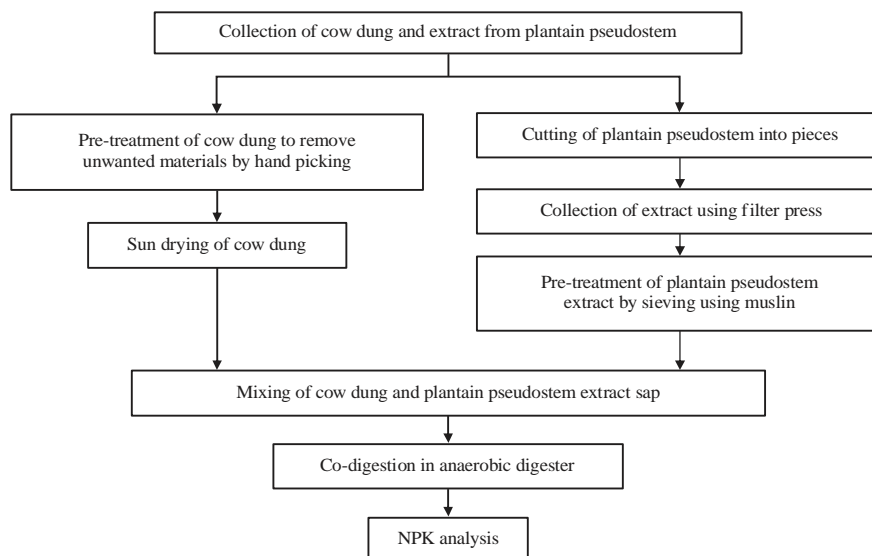 Collection of cow dung and extract from plantain pseudostem
Pre-treatment of cow dung to remove
unwanted materials by hand picking
Sun drying of cow dung
Cutting of plantain pseudostem into pieces
Collection of extract using filter press
Pre-treatment of plantain pseudostem
extract by sieving using muslin
Mixing of cow dung and plantain pseudostem extract sap
Co-digestion in anaerobic digester
NPK analysis